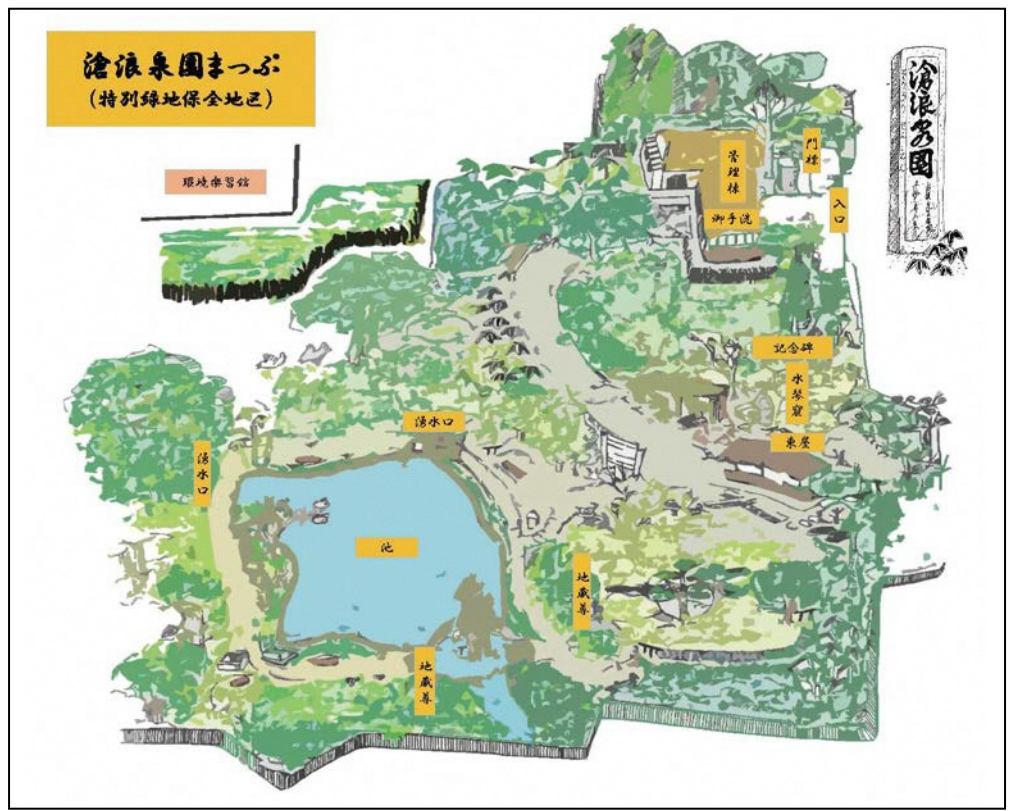 滄浪泉園まっぷ
(特別緑地保全地区)
環境楽習館
滄浪泉園
管理棟
門標
入口
御手洗
記念碑
水琴窟
東屋
湧水口
湧水口
池
地蔵尊
地蔵尊